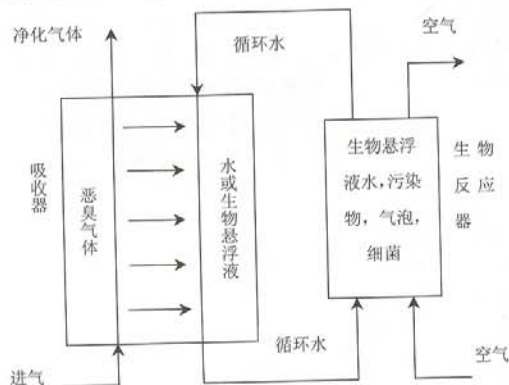 净化气体
循环水
空气
吸收器
恶臭气体
水或生物悬浮液
生物悬浮
液水,污染
物，气泡，
细菌
生物
反应
器
进气
循环水
空气